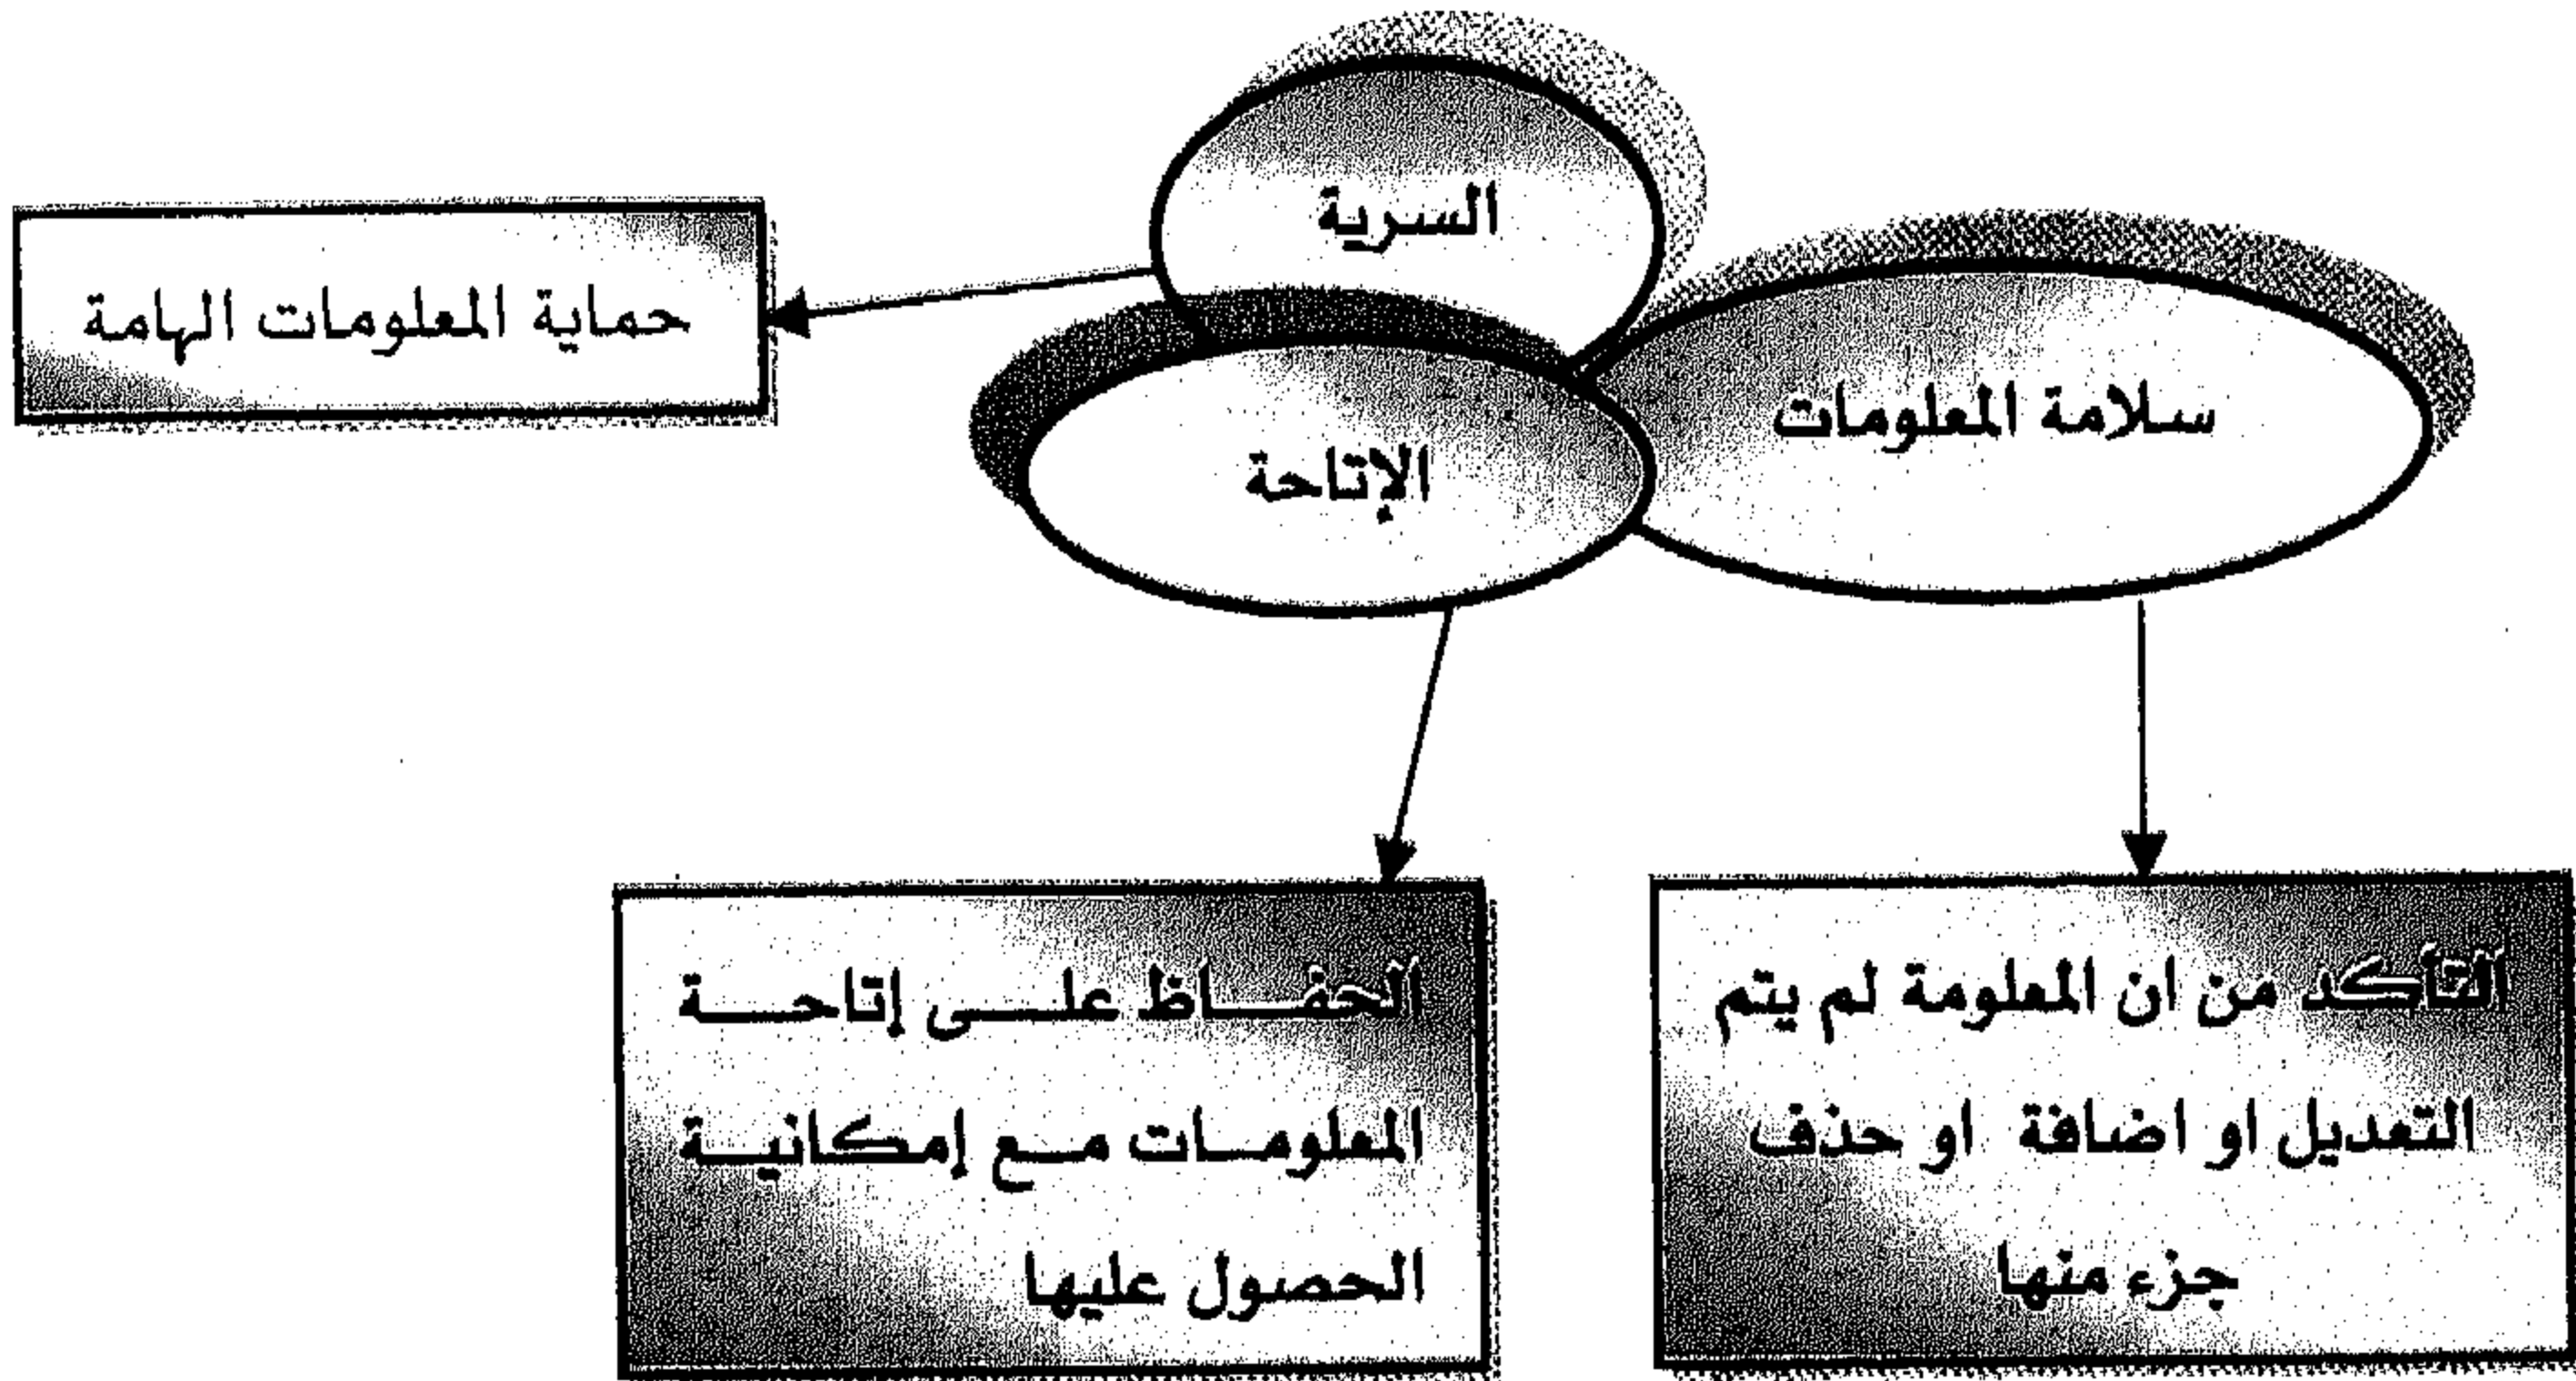 السرية
حماية المعلومات الهامة
سلامة المعلومات
الإتاحة
التأكد من ان المعلومة لم يتم
التعديل او اضافة او حذف
جزء منها
الحفاظ على إتاحة
المعلومات مع إمكانية
الحصول عليها